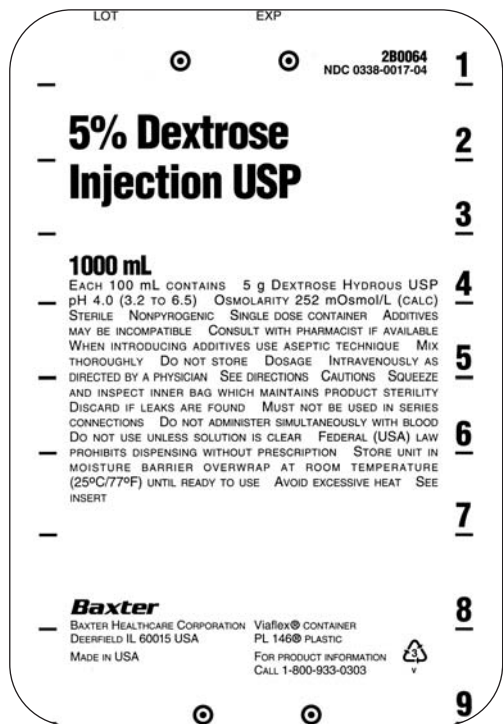 LOT EXP
2B0064
NDC 0338-0017-04
1
5% Dextrose
Injection USP
2
3
1000 mL
EACH 100 mL CONTAINS 5 g DEXTROSE HYDROUS USP
4
pH 4.0 (3.2 TO 6.5) OSMOLARITY 252 mOsmol/L (CALC)
STERILE NONPYROGENIC SINGLE DOSE CONTAINER ADDITIVES
MAY BE INCOMPATIBLE CONSULT WITH PHARMACIST IF AVAILABLE
WHEN INTRODUCING ADDITIVES USE ASEPTIC TECHNIQUE MIX
THOROUGHLY DO NOT STORE DOSAGE INTRAVENOUSLY AS
5
DIRECTED BY A PHYSICIAN SEE DIRECTIONS CAUTIONS SQUEEZE
AND INSPECT INNER BAG WHICH MAINTAINS PRODUCT STERILITY
DISCARD IF LEAKS ARE FOUND MUST NOT BE USED IN SERIES
CONNECTIONS DO NOT ADMINISTER SIMULTANEOUSLY WITH BLOOD
DO NOT USE UNLESS SOLUTION IS CLEAR FEDERAL (USA) LAW
6
PROHIBITS DISPENSING WITHOUT PRESCRIPTION STORE UNIT IN
MOISTURE BARRIER OVERWRAP AT ROOM TEMPERATURE
(25ºC/77ºF) UNTIL READY TO USE AVOID EXCESSIVE HEAT SEE
INSERT
7
Baxter
8
BAXTER HEALTHCARE CORPORATION
DEERFIELD IL 60015 USA
MADE IN USA
Viaflex® CONTAINER
PL 146® PLASTIC
FOR PRODUCT INFORMATION
CALL 1-800-933-0303
3
V
9